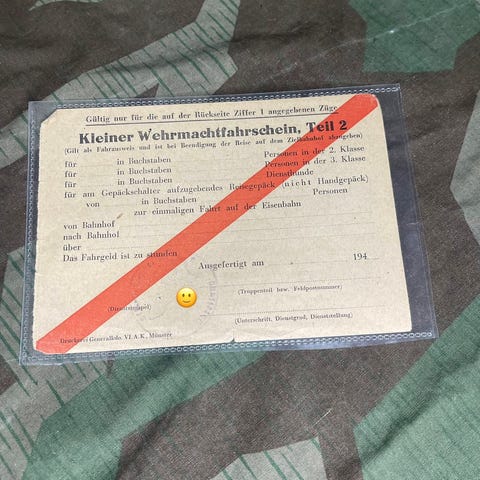 Gültig nur für die auf der Rückseite Ziffer 1 angegebenen Züge
Kleiner Wehrmachtfahrschein, Teil 2
(Gilt als Fahrausweis und ist bei Beendigung der Reise auf dem Zielbahnhof abzugeben)
für in Buchstaben Personen in der 2. Klasse
für in Buchstaben Personen in der 3. Klasse
für in Buchstaben Diensthunde
für am Gepäckschalter aufzugebendes Reisegepäck (nicht Handgepäck)
von in Buchstaben Personen
zur einmaligen Fahrt auf der Eisenbahn
von Bahnhof
nach Bahnhof
über
Das Fahrgeld ist zu stunden
Ausgefertigt am 194
(Dienststempel)
(Truppenteil bzw. Feldpostnummer)
(Unterschrift, Dienstgrad, Dienststellung)
Druckerei Generalkdo. VI. A.K., Münster